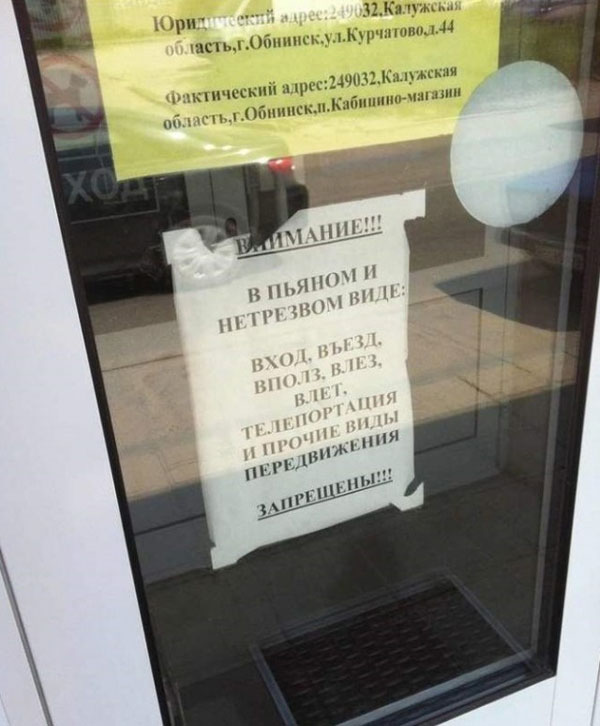 Юридический адрес:249032,Калужская
область,г.Обнинск,ул.Курчатово,д.44
Фактический адрес:249032,Калужская
область,г.Обнинск,п.Кабицино-магазин
ХОД
ВНИМАНИЕ!!!
В ПЬЯНОМ И
НЕТРЕЗВОМ ВИДЕ:
ВХОД, ВЪЕЗД,
ВПОЛЗ, ВЛЕЗ,
ВЛЕТ,
ТЕЛЕПОРТАЦИЯ
И ПРОЧИЕ ВИДЫ
ПЕРЕДВИЖЕНИЯ
ЗАПРЕЩЕНЫ!!!